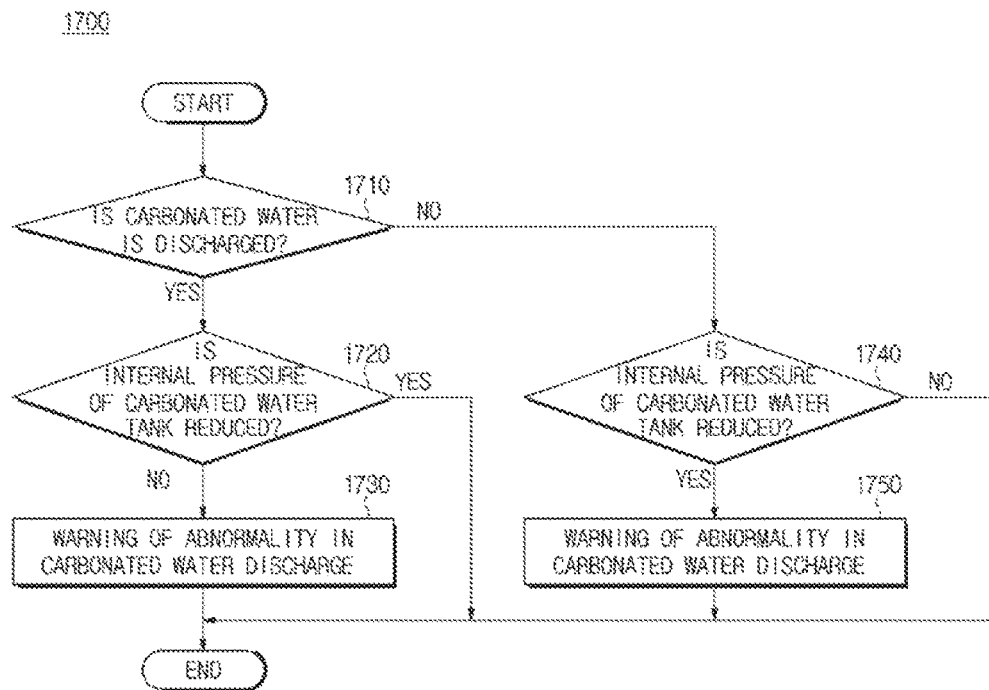 1700
START
1710
IS CARBONATED WATER
IS DISCHARGED?
NO
YES
1720
IS
INTERNAL PRESSURE
OF CARBONATED WATER
TANK REDUCED?
YES
NO
1740
IS
INTERNAL PRESSURE
OF CARBONATED WATER
TANK REDUCED?
NO
YES
1730
WARNING OF ABNORMALITY IN
CARBONATED WATER DISCHARGE
1750
WARNING OF ABNORMALITY IN
CARBONATED WATER DISCHARGE
END